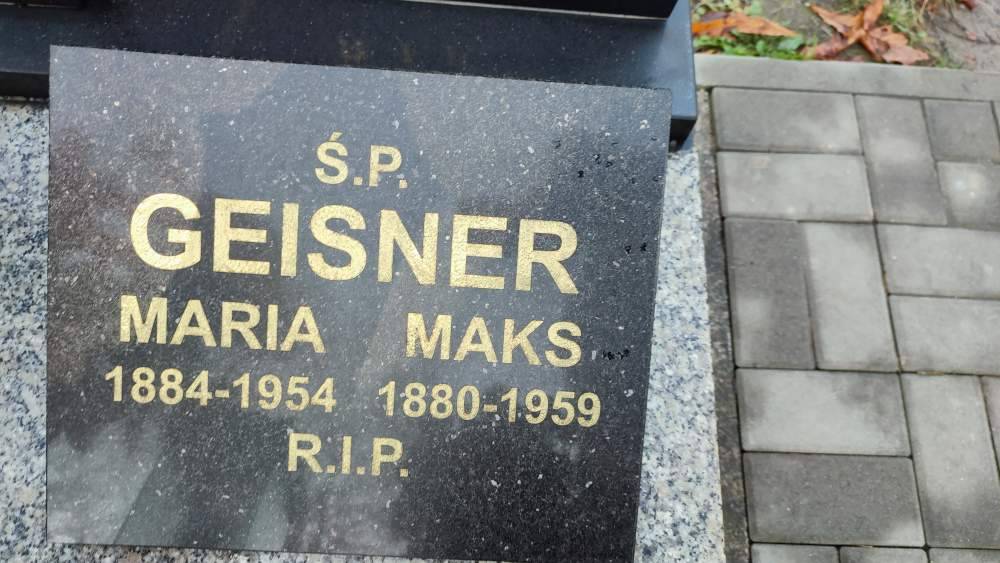 Ś.P.
GEISNER
MARIA MAKS
1884-1954 1880-1959
R.I.P.